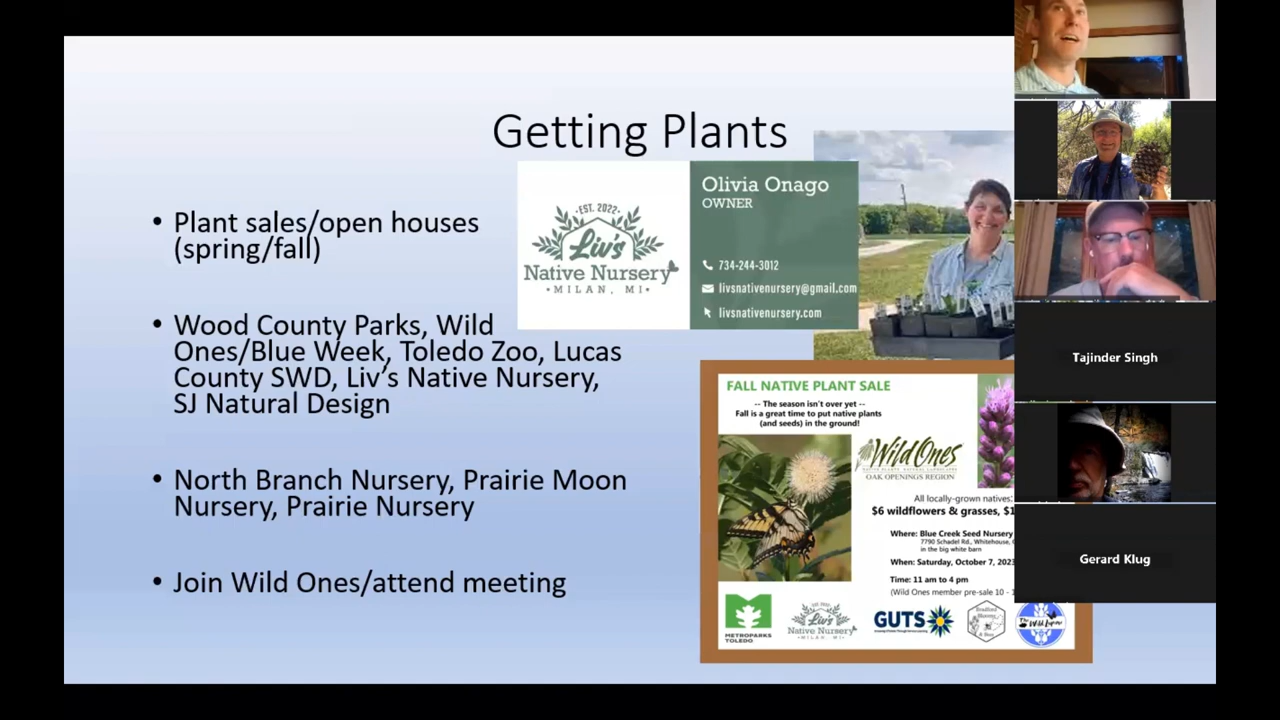 Getting Plants
• Plant sales/open houses
(spring/fall)
• Wood County Parks, Wild
Ones/Blue Week, Toledo Zoo, Lucas
County SWD, Liv's Native Nursery,
SJ Natural Design
• North Branch Nursery, Prairie Moon
Nursery, Prairie Nursery
• Join Wild Ones/attend meeting
•EST. 2022•
Liv's
Native Nursery
• MILAN, MI •
Olivia Onago
OWNER
734-244-3012
livsnativenursery@gmail.com
livsnativenursery.com
FALL NATIVE PLANT SALE
-- The season isn't over yet --
Fall is a great time to put native plants
(and seeds) in the ground!
Wild Ones
OAK OPENINGS REGION
All locally-grown natives:
$6 wildflowers & grasses, $1
Where: Blue Creek Seed Nursery
7790 Schadel Rd., Whitehouse,
in the big white barn
When: Saturday, October 7, 2023
Time: 11 am to 4 pm
(Wild Ones member pre-sale 10 -
METROPARKS
TOLEDO
Liv's
Native Nursery
MILAN, MI
GUTS
Tajinder Singh
Gerard Klug